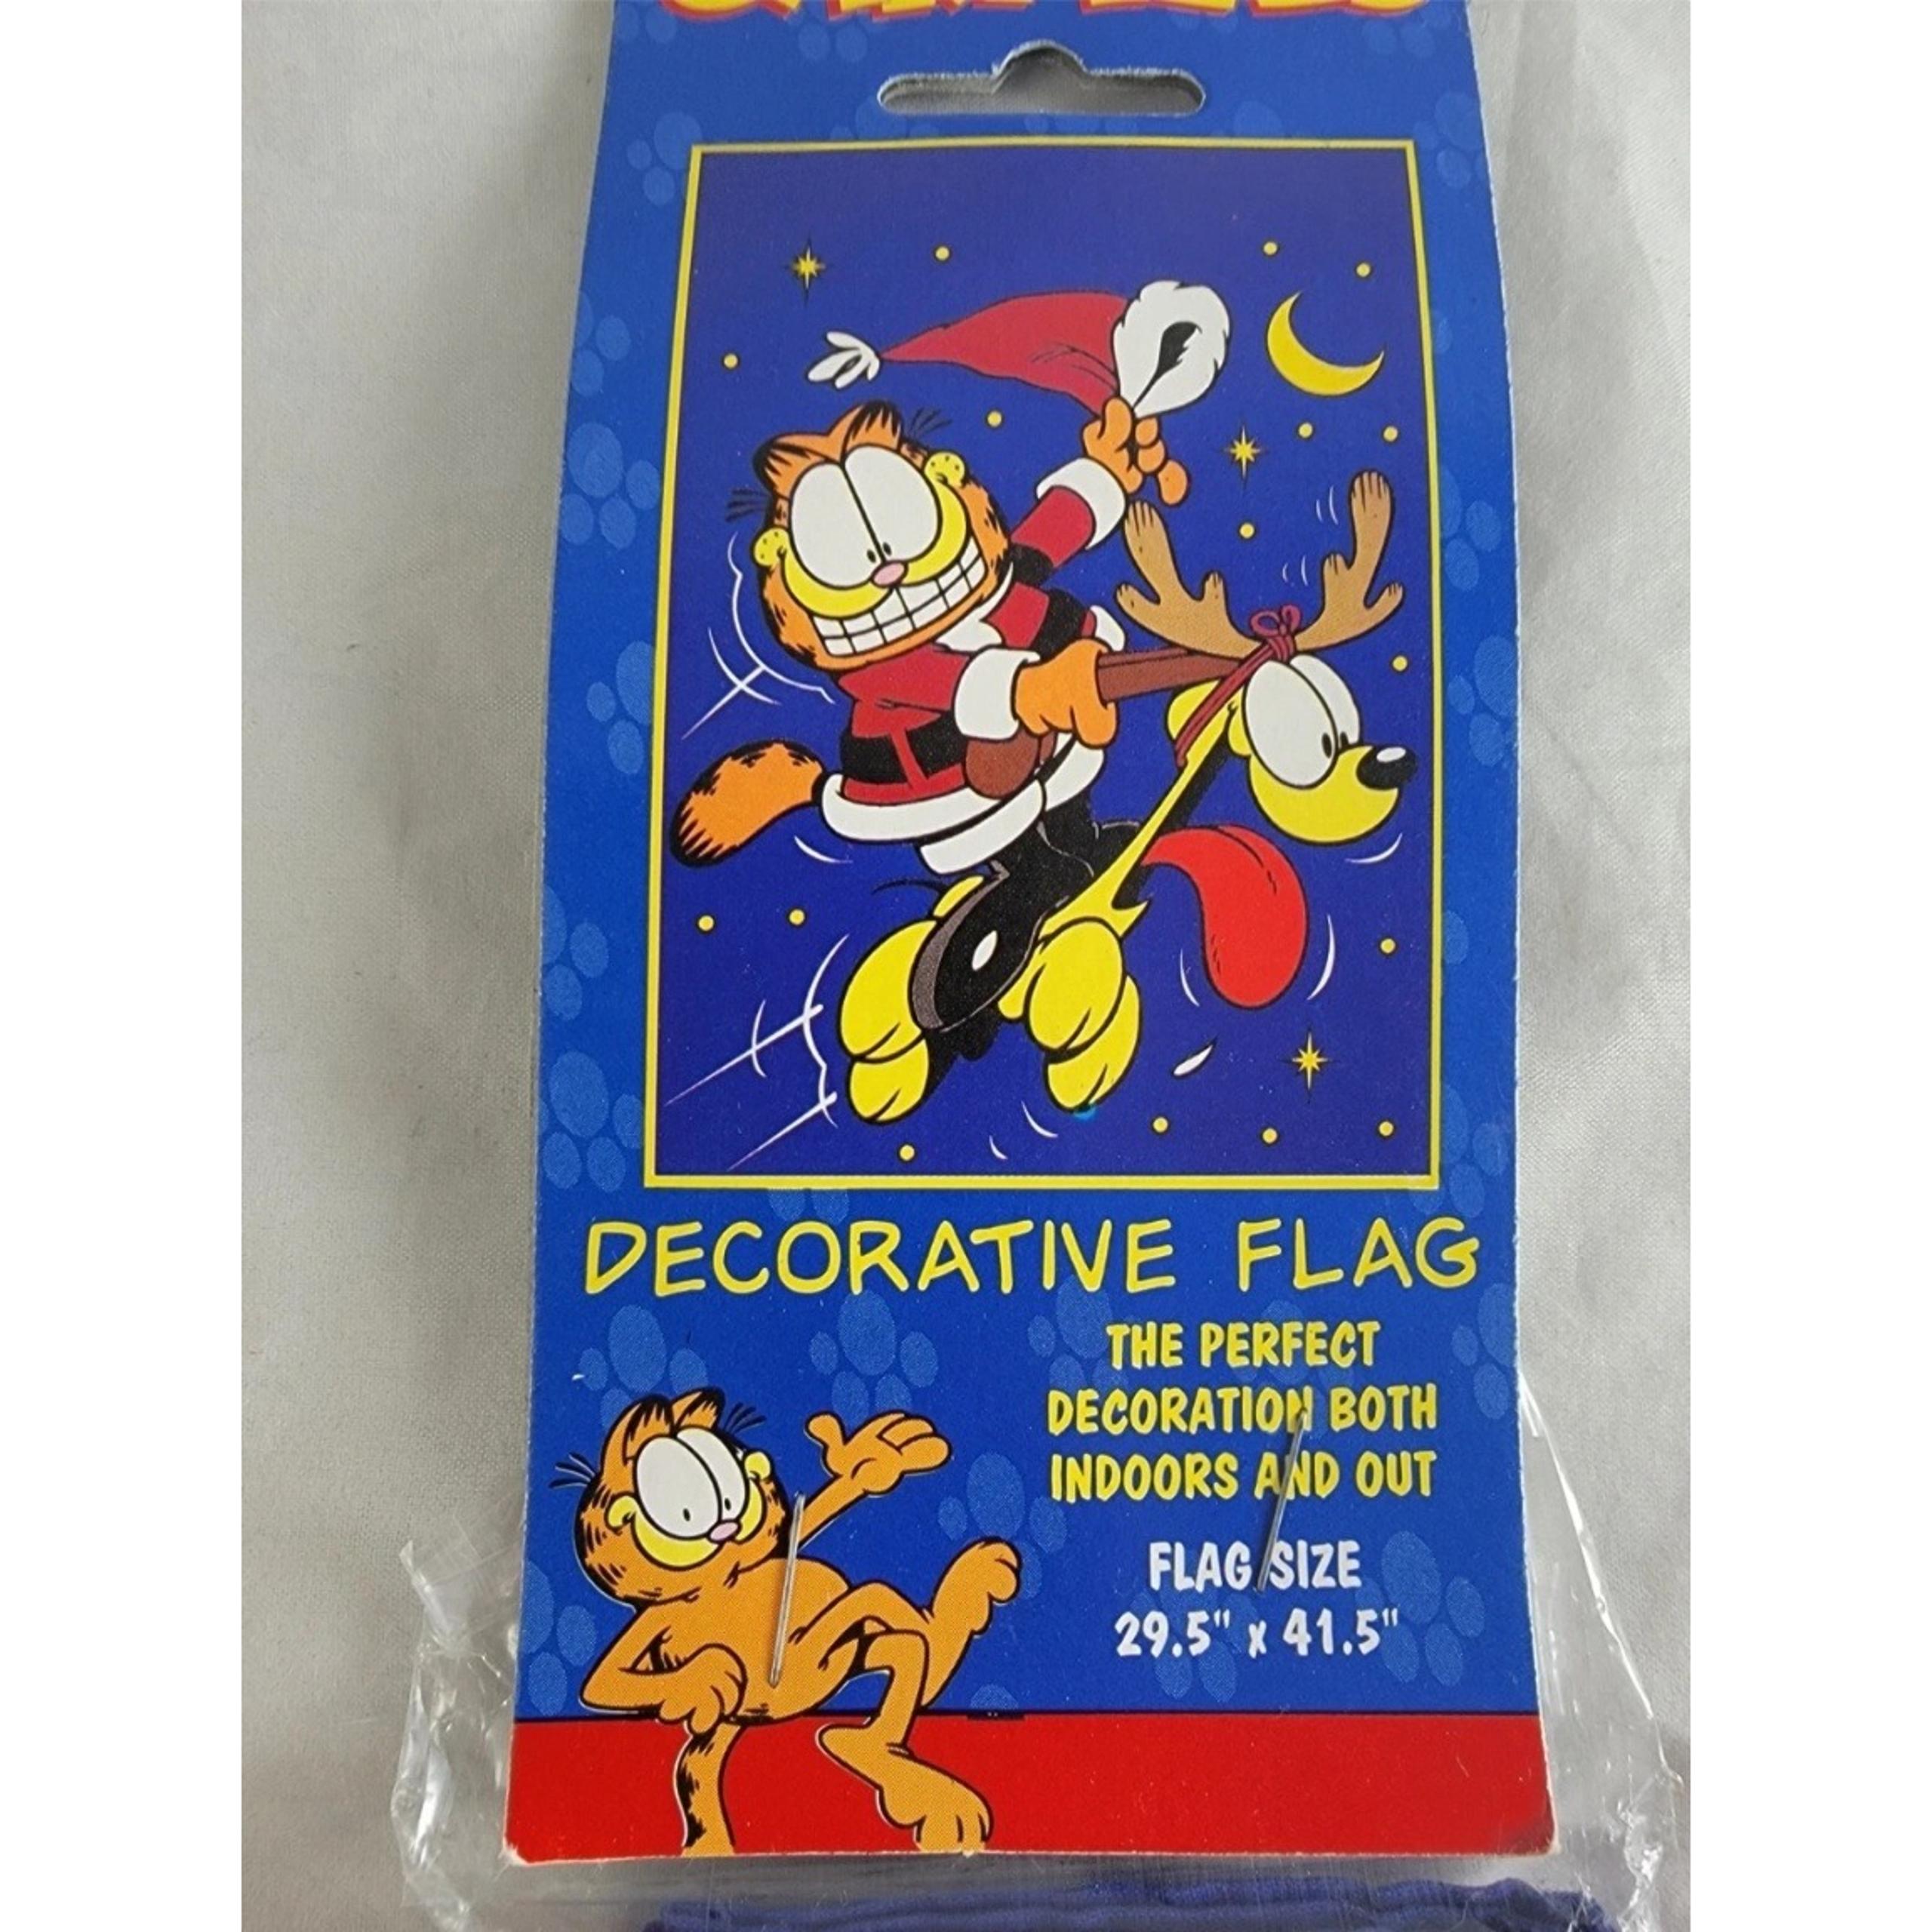 DECORATIVE FLAG
THE PERFECT
DECORATION BOTH
INDOORS AND OUT
FLAG SIZE
29.5" x 41.5"